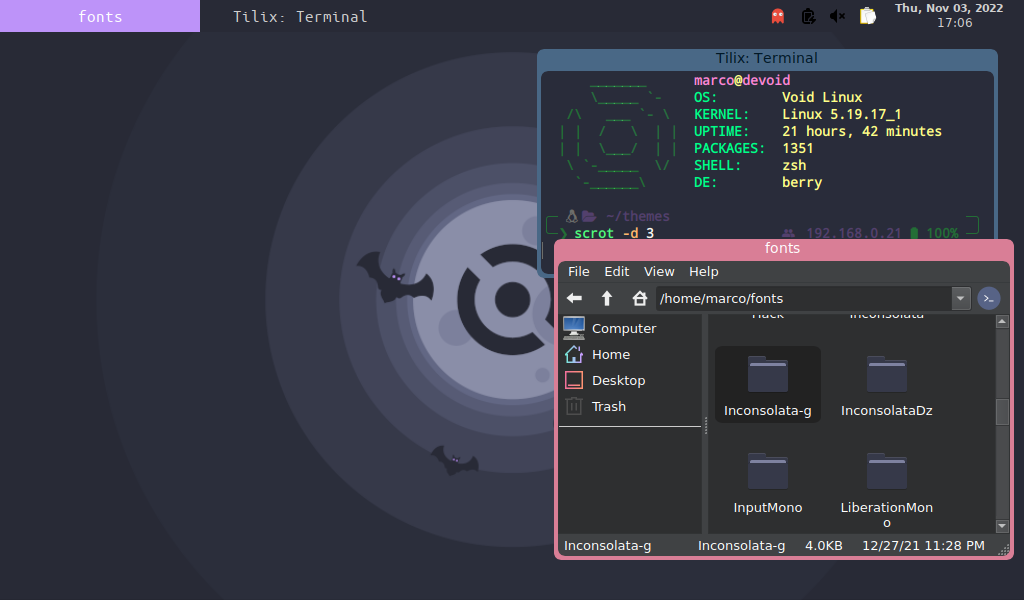 fonts
Tilix: Terminal
Thu, Nov 03, 2022
17:06
Tilix: Terminal
marco@devoid
OS: Void Linux
KERNEL: Linux 5.19.17_1
UPTIME: 21 hours, 42 minutes
PACKAGES: 1351
SHELL: zsh
DE: berry
~/themes
❯ scrot -d 3 192.168.0.21 100%
fonts
File Edit View Help
/home/marco/fonts
Computer
Home
Desktop
Trash
Hack Inconsolata
Inconsolata-g InconsolataDz
InputMono LiberationMon
o
Inconsolata-g Inconsolata-g 4.0KB 12/27/21 11:28 PM